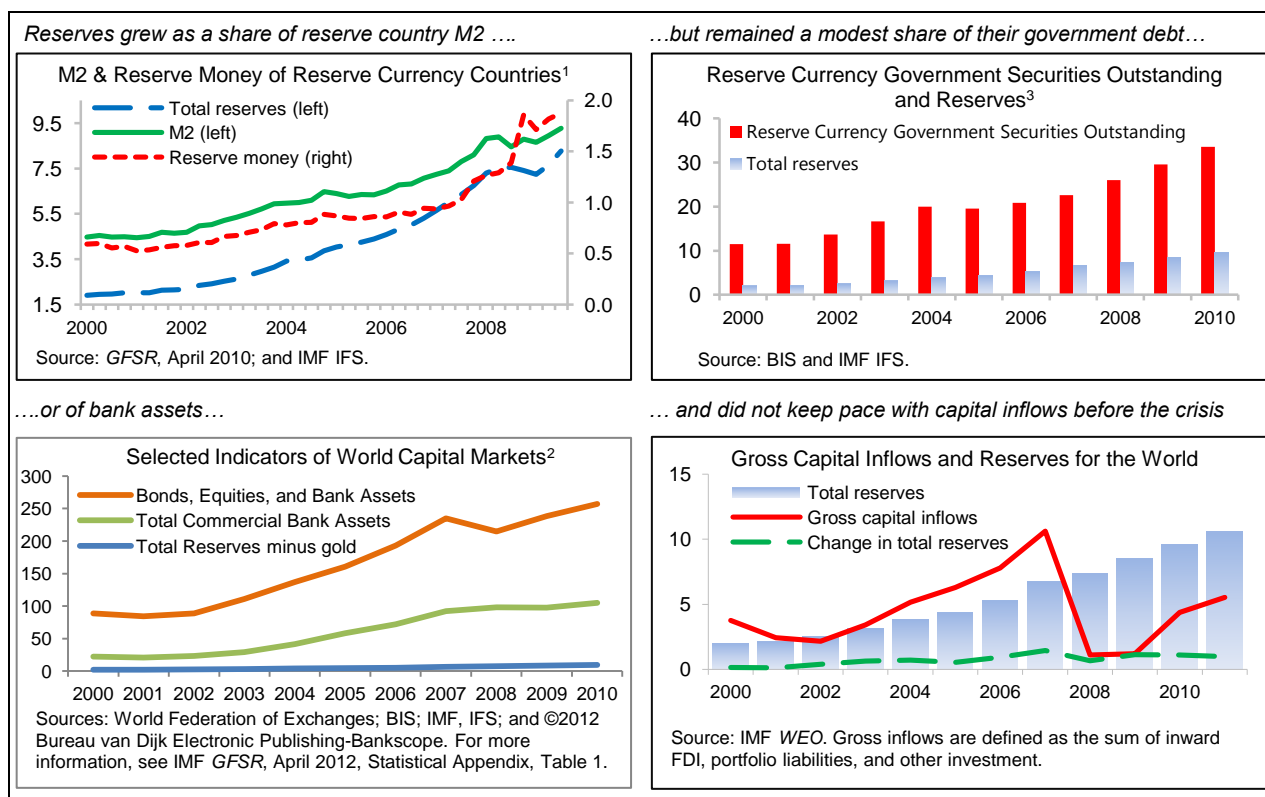 Reserves grew as a share of reserve country M2 ….
M2 & Reserve Money of Reserve Currency Countries1
Total reserves (left)
M2 (left)
Reserve money (right)
9.5
7.5
5.5
3.5
1.5
2.0
1.5
1.0
0.5
0.0
2000 2002 2004 2006 2008
Source: GFSR, April 2010; and IMF IFS.
…but remained a modest share of their government debt…
Reserve Currency Government Securities Outstanding
and Reserves3
Reserve Currency Government Securities Outstanding
Total reserves
40
30
20
10
0
2000 2002 2004 2006 2008 2010
Source: BIS and IMF IFS.
….or of bank assets…
Selected Indicators of World Capital Markets2
Bonds, Equities, and Bank Assets
Total Commercial Bank Assets
Total Reserves minus gold
300
250
200
150
100
50
0
2000 2001 2002 2003 2004 2005 2006 2007 2008 2009 2010
Sources: World Federation of Exchanges; BIS; IMF, IFS; and ©2012
Bureau van Dijk Electronic Publishing-Bankscope. For more
information, see IMF GFSR, April 2012, Statistical Appendix, Table 1.
… and did not keep pace with capital inflows before the crisis
Gross Capital Inflows and Reserves for the World
Total reserves
Gross capital inflows
Change in total reserves
15
10
5
0
2000 2002 2004 2006 2008 2010
Source: IMF WEO. Gross inflows are defined as the sum of inward
FDI, portfolio liabilities, and other investment.